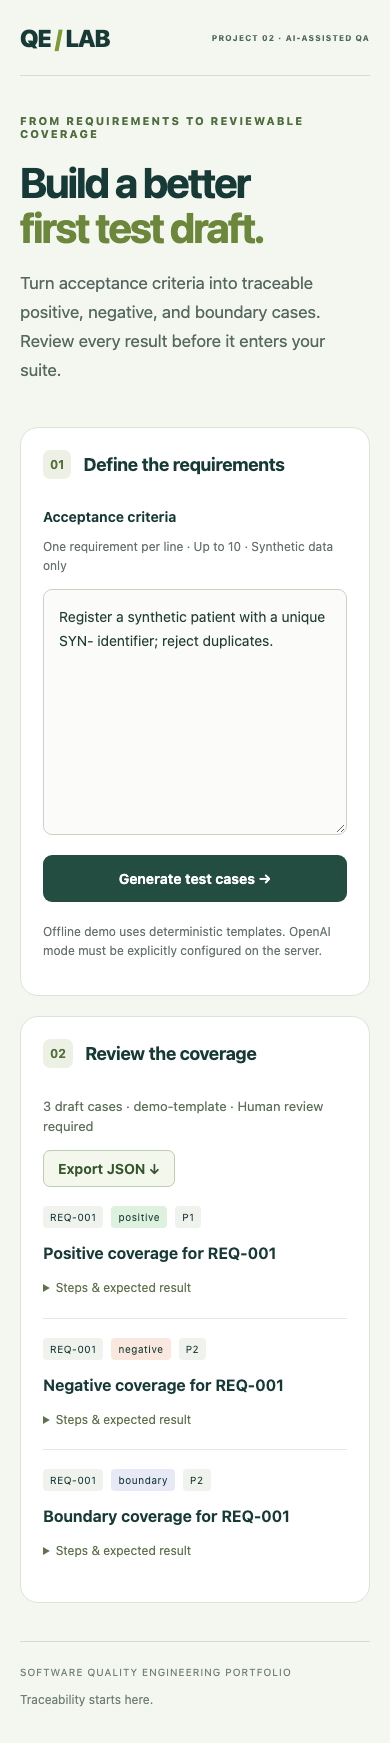 QE/LAB
PROJECT 02 · AI-ASSISTED QA
FROM REQUIREMENTS TO REVIEWABLE
COVERAGE
Build a better
first test draft.
Turn acceptance criteria into traceable
positive, negative, and boundary cases.
Review every result before it enters your
suite.
01 Define the requirements
Acceptance criteria
One requirement per line · Up to 10 · Synthetic data
only
Register a synthetic patient with a unique
SYN- identifier; reject duplicates.
Generate test cases →
Offline demo uses deterministic templates. OpenAI
mode must be explicitly configured on the server.
02 Review the coverage
3 draft cases · demo-template · Human review
required
Export JSON ↓
REQ-001 positive P1
Positive coverage for REQ-001
▶ Steps & expected result
REQ-001 negative P2
Negative coverage for REQ-001
▶ Steps & expected result
REQ-001 boundary P2
Boundary coverage for REQ-001
▶ Steps & expected result
SOFTWARE QUALITY ENGINEERING PORTFOLIO
Traceability starts here.